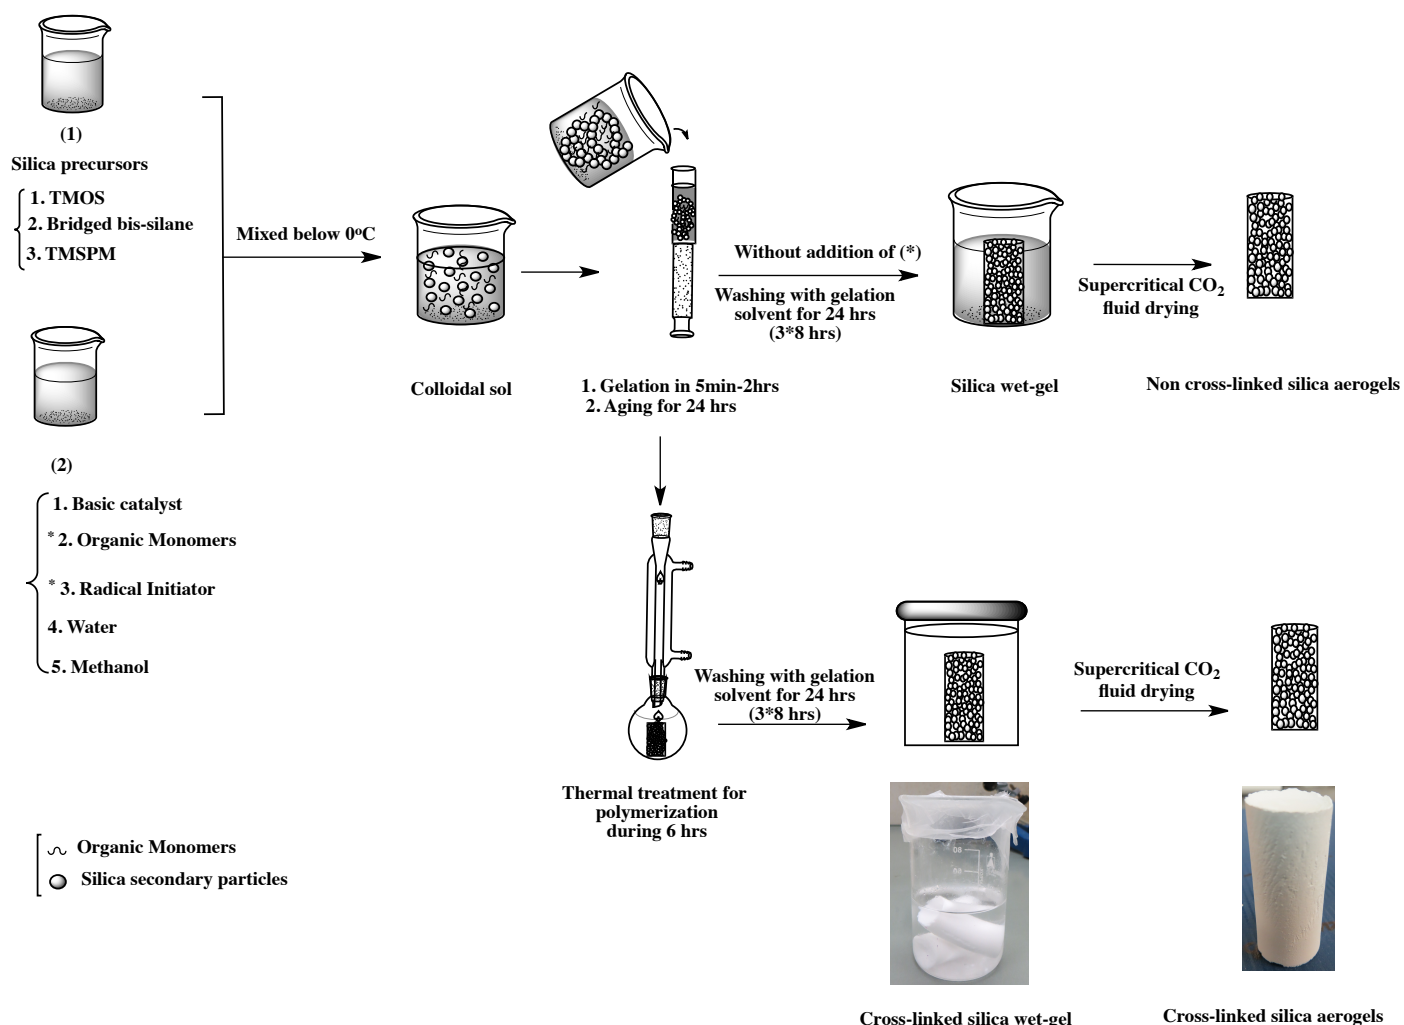 (1)
Silica precursors
1. TMOS
2. Bridged bis-silane
3. TMSPM
(2)
1. Basic catalyst
* 2. Organic Monomers
* 3. Radical Initiator
4. Water
5. Methanol
Mixed below 0°C
Colloidal sol
1. Gelation in 5min-2hrs
2. Aging for 24 hrs
Without addition of (*)
Washing with gelation
solvent for 24 hrs
(3*8 hrs)
Silica wet-gel
Supercritical CO2
fluid drying
Non cross-linked silica aerogels
Thermal treatment for
polymerization
during 6 hrs
Washing with gelation
solvent for 24 hrs
(3*8 hrs)
Supercritical CO2
fluid drying
Organic Monomers
Silica secondary particles
Cross-linked silica wet-gel
Cross-linked silica aerogels